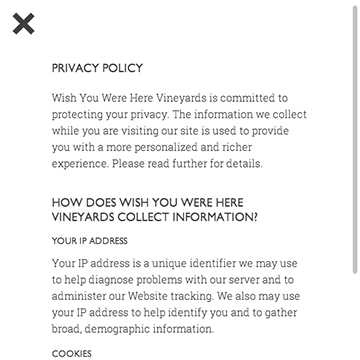 PRIVACY POLICY
Wish You Were Here Vineyards is committed to
protecting your privacy. The information we collect
while you are visiting our site is used to provide
you with a more personalized and richer
experience. Please read further for details.
HOW DOES WISH YOU WERE HERE
VINEYARDS COLLECT INFORMATION?
YOUR IP ADDRESS
Your IP address is a unique identifier we may use
to help diagnose problems with our server and to
administer our Website tracking. We also may use
your IP address to help identify you and to gather
broad, demographic information.
COOKIES